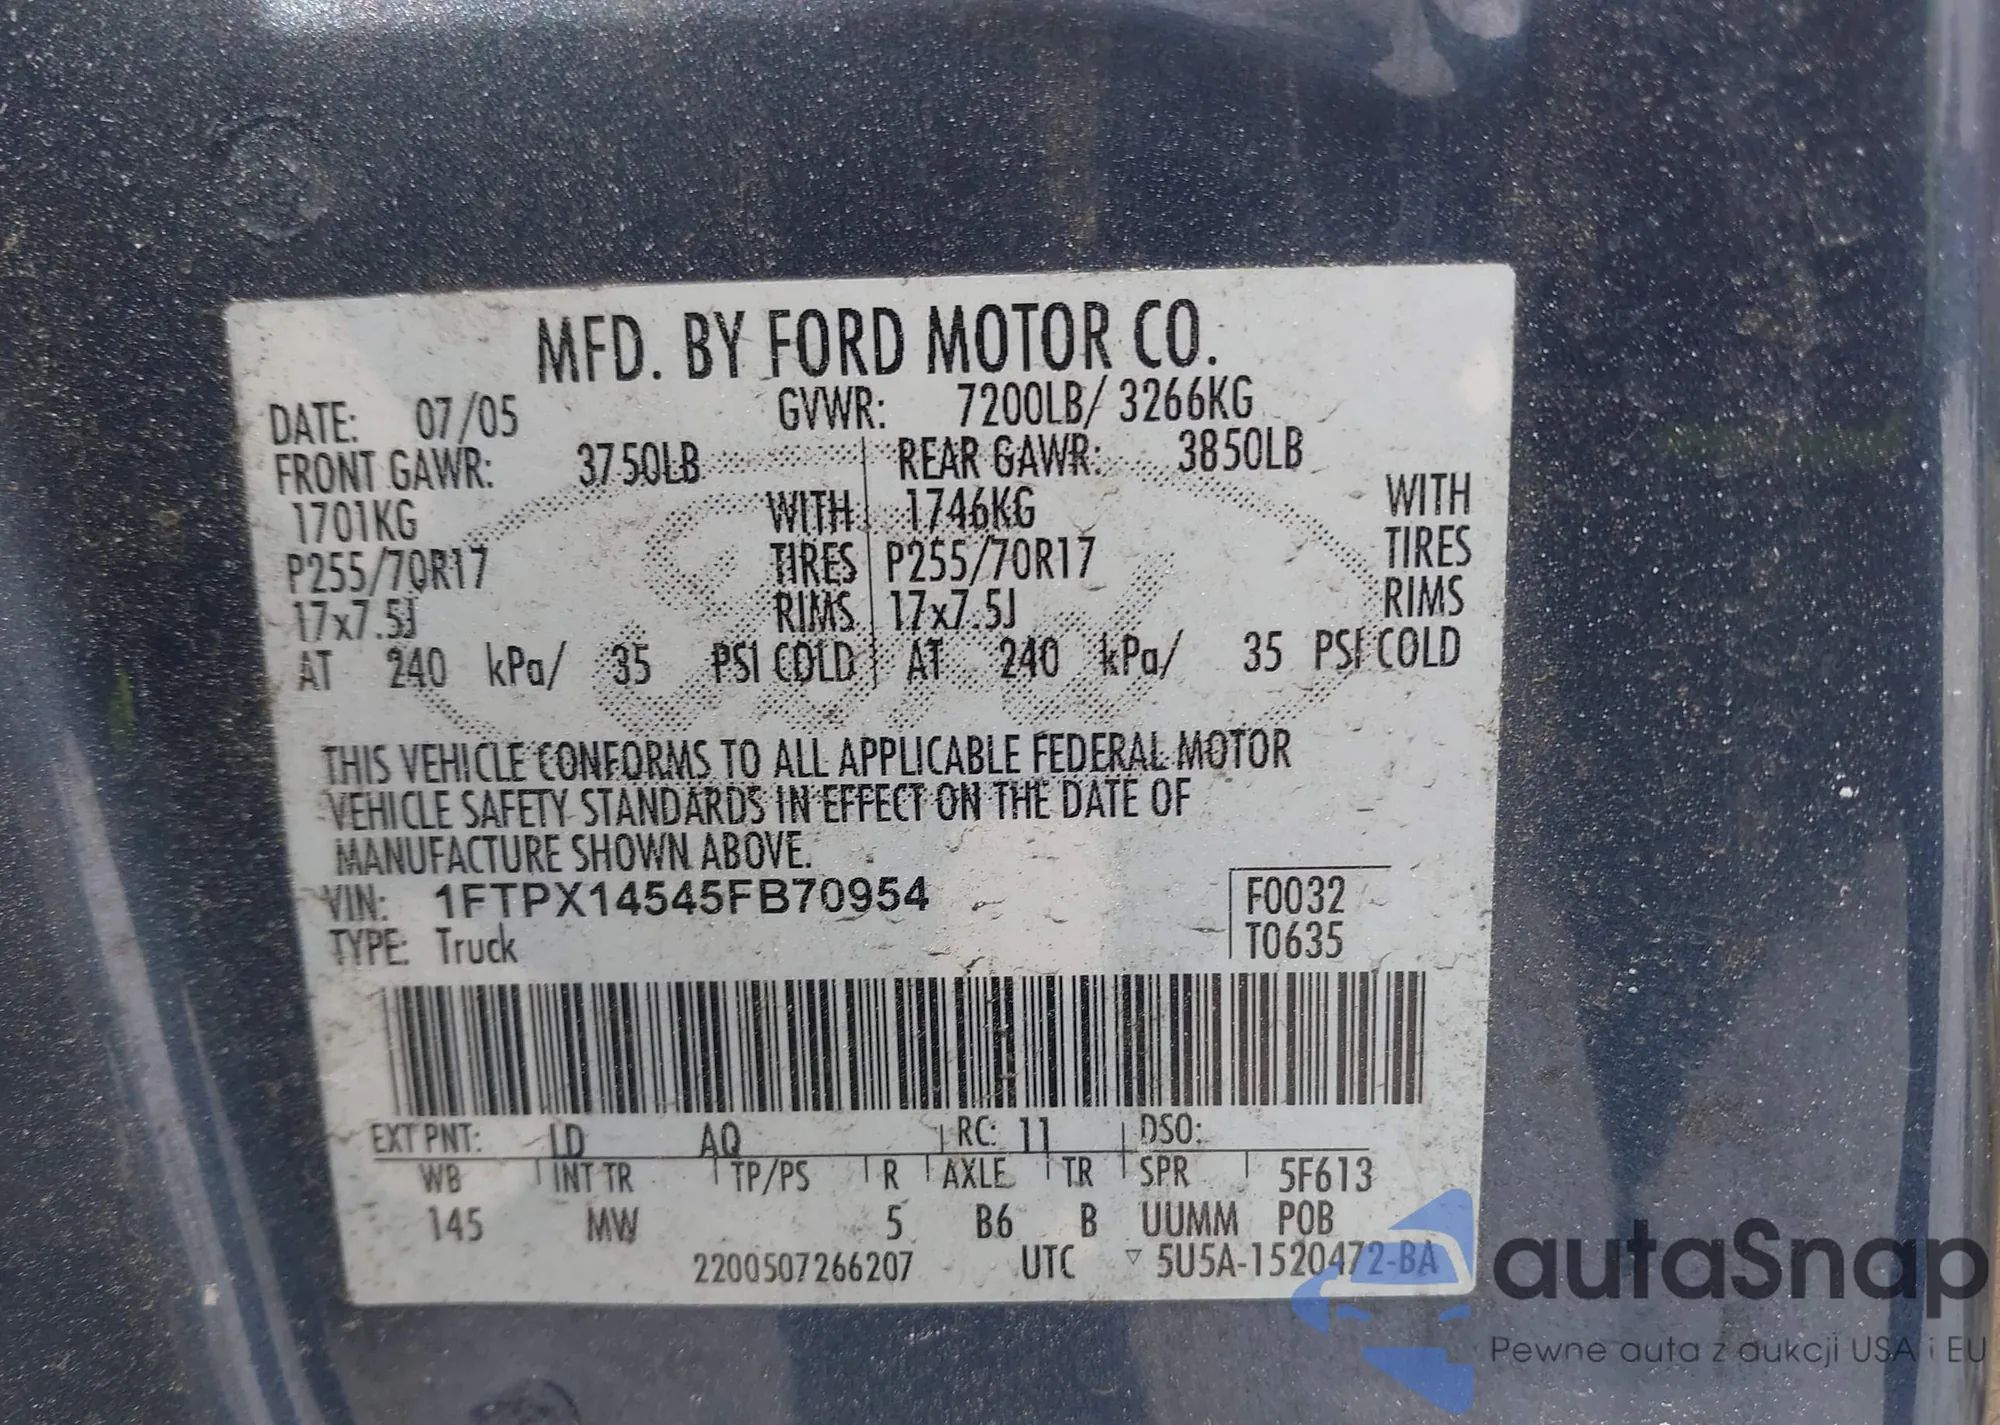 MFD. BY FORD MOTOR CO.
DATE: 07/05 GVWR: 7200LB/ 3266KG
FRONT GAWR: 3750LB REAR GAWR: 3850LB
1701KG WITH 1746KG WITH
P255/70R17 TIRES P255/70R17 TIRES
17x7.5J RIMS 17x7.5J RIMS
AT 240 kPa/ 35 PSI COLD AT 240 kPa/ 35 PSI COLD
THIS VEHICLE CONFORMS TO ALL APPLICABLE FEDERAL MOTOR
VEHICLE SAFETY STANDARDS IN EFFECT ON THE DATE OF
MANUFACTURE SHOWN ABOVE.
VIN: 1FTPX14545FB70954 F0032
TYPE: Truck T0635
EXT PNT: LD AQ RC: 11 DSO:
WB INT TR TP/PS R AXLE TR SPR 5F613
145 MW 5 B6 B UUMM POB
2200507266207 UTC ▽ 5U5A-1520472-BA
autaSnap
Pewne auta z aukcji USA i EU